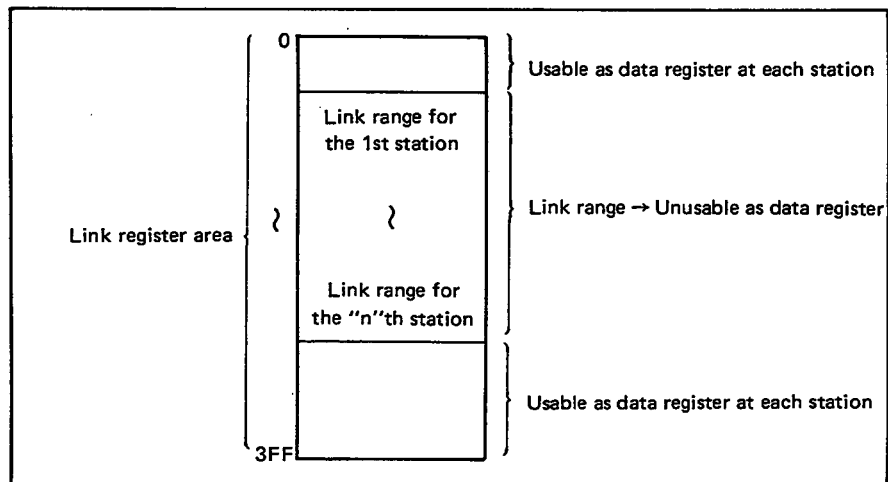 0
Usable as data register at each station
Link range for
the 1st station
Link register area
~
~
Link range → Unusable as data register
Link range for
the "n"th station
Usable as data register at each station
3FF